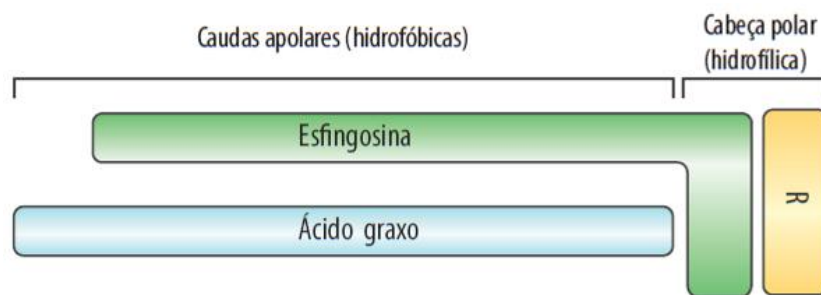 Caudas apolares (hidrofóbicas)
Cabeça polar
(hidrofílica)
Esfingosina
Ácido graxo
R